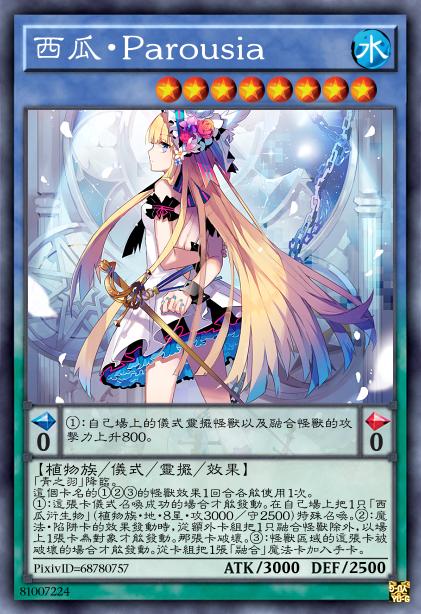 西瓜・Parousia
水
①：自己場上的儀式靈擺怪獸以及融合怪獸的攻
擊力上升800。
0
0
【植物族／儀式／靈擺／效果】
「青之羽」降臨。
這個卡名的①②③的怪獸效果1回合各能使用1次。
①：這張卡儀式召喚成功的場合才能發動。在自己場上把1只「西
瓜衍生物」(植物族・地・8星・攻3000／守2500)特殊召喚。②：魔
法・陷阱卡的效果發動時，從額外卡組把1只融合怪獸除外，以場
上1張卡為對象才能發動。那張卡破壞。③：怪獸區域的這張卡被
破壞的場合才能發動。從卡組把1張「融合」魔法卡加入手卡。
PixivID=68780757
ATK/3000 DEF/2500
81007224